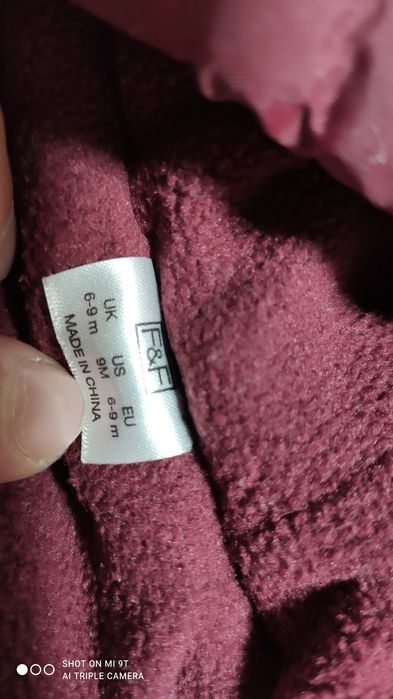 F&F
UK US EU
6-9 m 9M 6-9 m
MADE IN CHINA
SHOT ON MI 9T
AI TRIPLE CAMERA